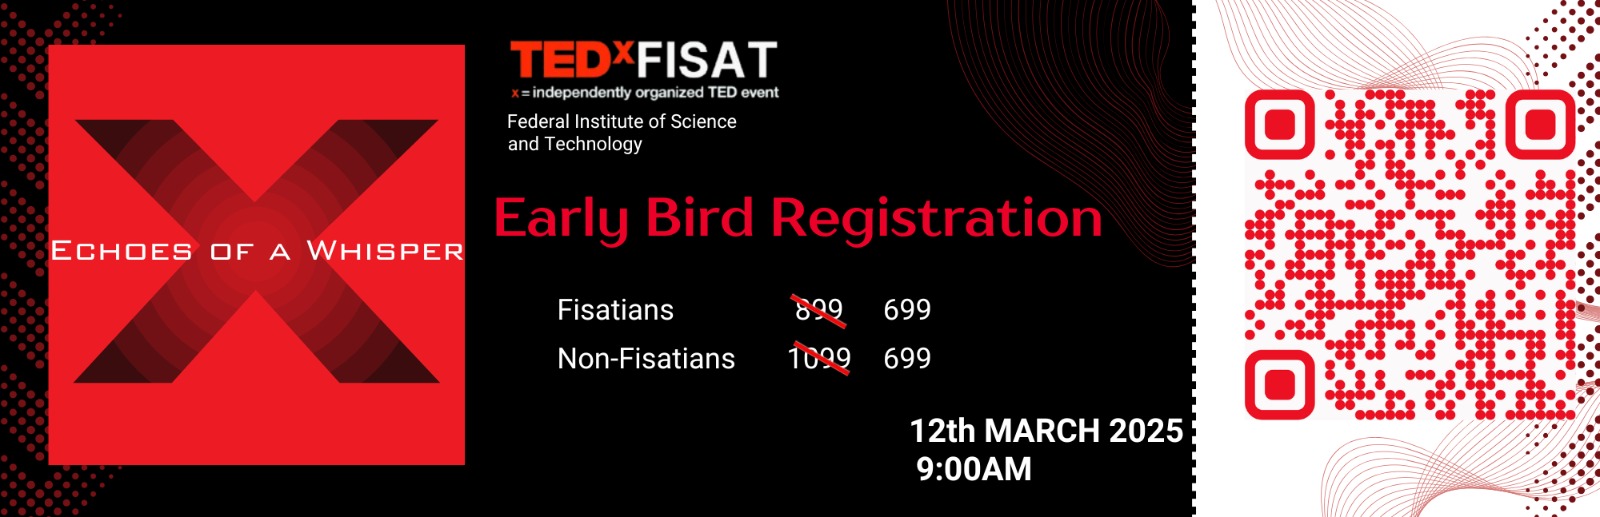 ECHOES OF A WHISPER
TEDxFISAT
x = independently organized TED event
Federal Institute of Science
and Technology
Early Bird Registration
Fisatians 899 699
Non-Fisatians 1099 699
12th MARCH 2025
9:00AM